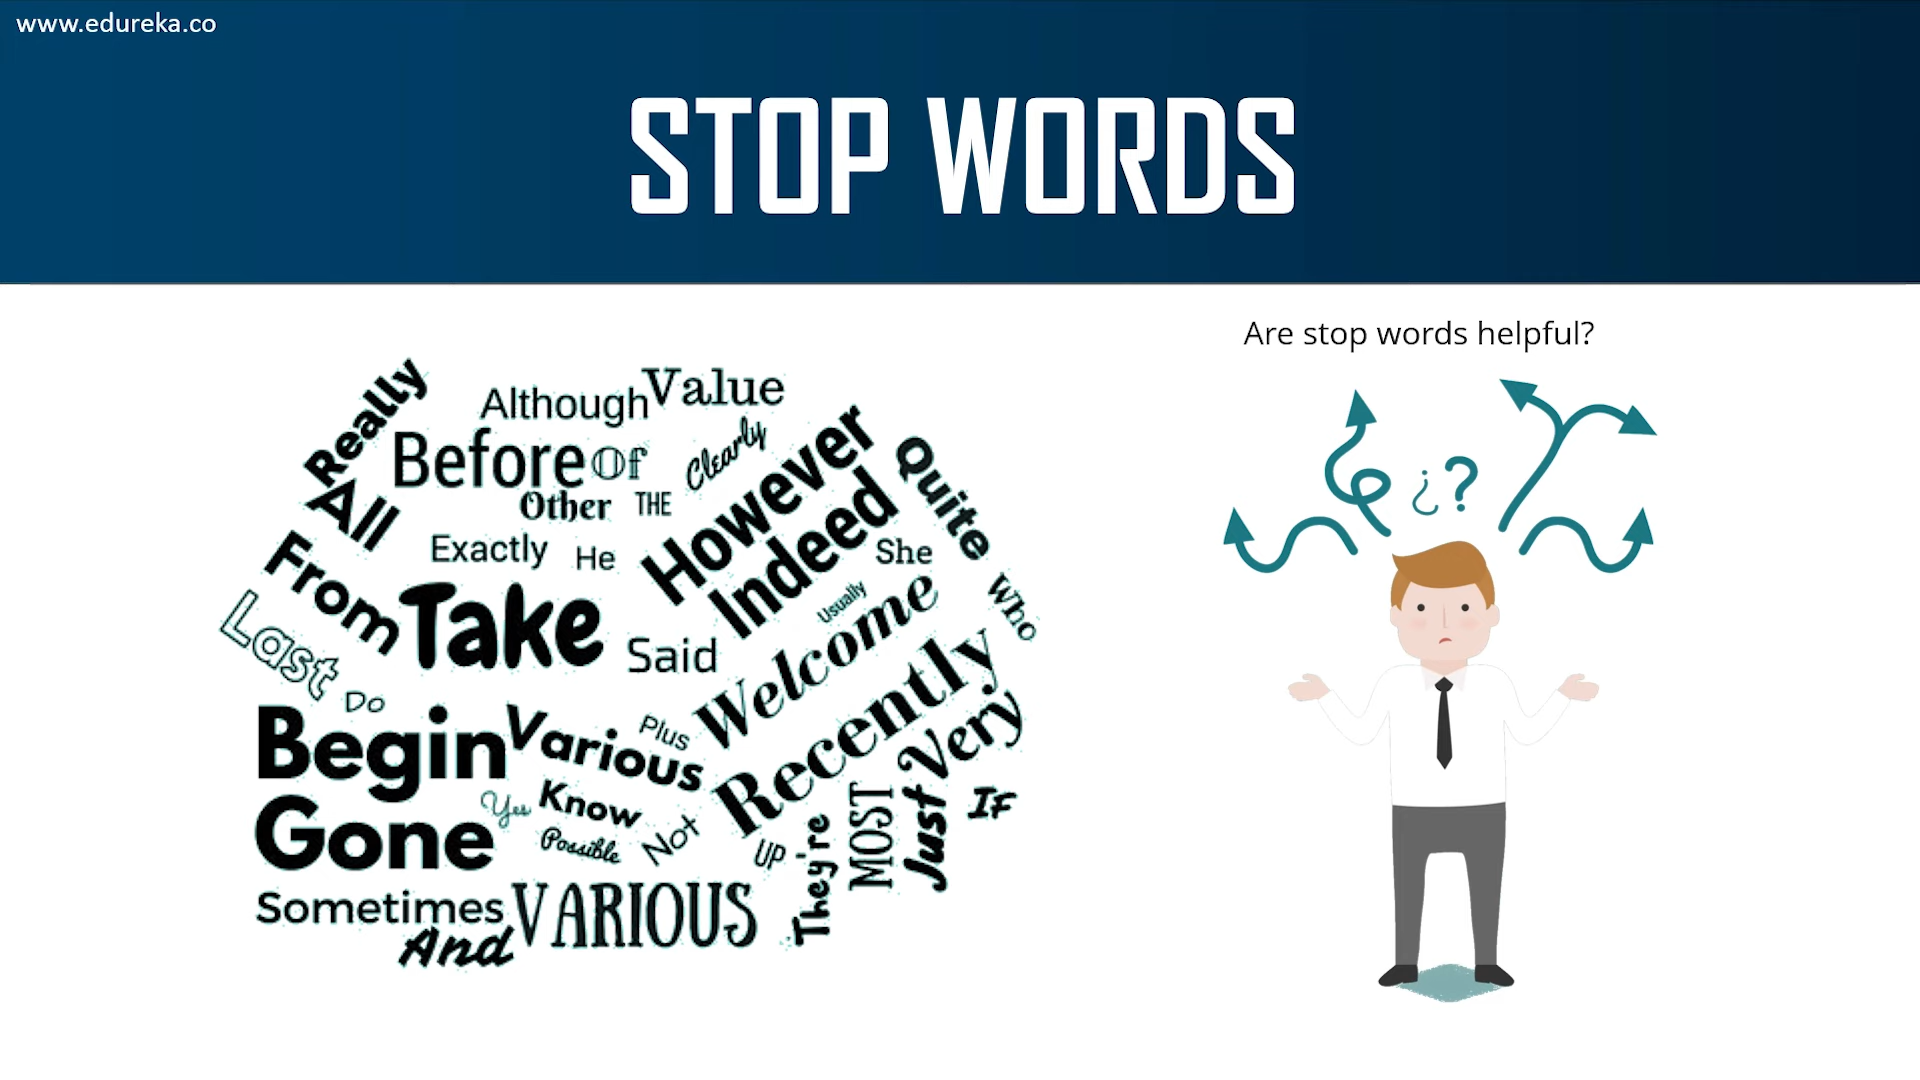 www.edureka.co
STOP WORDS
Are stop words helpful?
Really
Although
Value
Before
Of
Clearly
However
Quite
All
Other
THE
Indeed
From
Exactly
He
She
Take
Usually
Who
Last
Said
Welcome
Do
Recently
Begin
Various
Plus
Very
Gone
Yes
Know
Possible
Not
UP
They're
MOST
Just
IF
Sometimes
VARIOUS
And
¿?